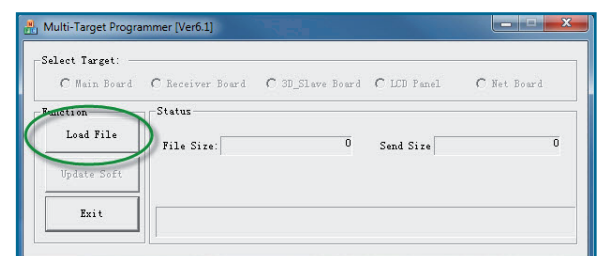 Multi-Target Programmer [Ver6.1]
Select Target:
Main Board Receiver Board 3D_Slave Board LCD Panel Net Board
Function
Status
Load File
File Size: 0 Send Size 0
Update Soft
Exit